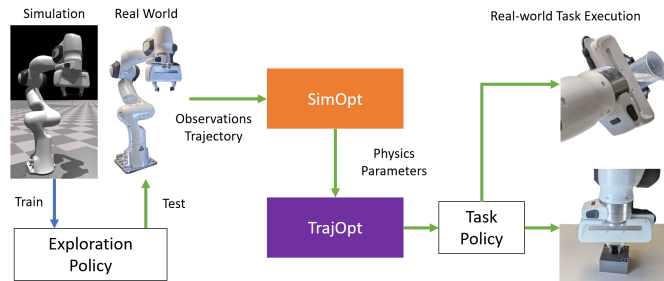 Simulation
Real World
Real-world Task Execution
SimOpt
Observations
Trajectory
Physics
Parameters
Train
Test
Exploration
Policy
TrajOpt
Task
Policy